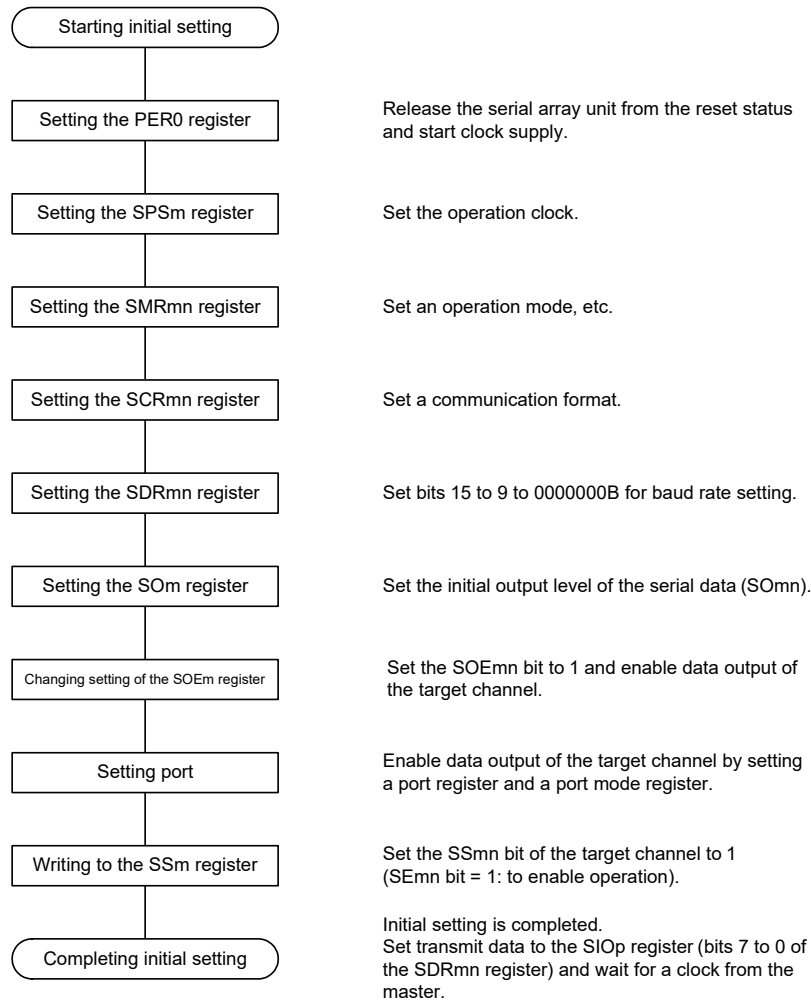 Starting initial setting
Setting the PER0 register
Release the serial array unit from the reset status
and start clock supply.
Setting the SPSm register
Set the operation clock.
Setting the SMRmn register
Set an operation mode, etc.
Setting the SCRmn register
Set a communication format.
Setting the SDRmn register
Set bits 15 to 9 to 0000000B for baud rate setting.
Setting the SOm register
Set the initial output level of the serial data (SOmn).
Changing setting of the SOEm register
Set the SOEmn bit to 1 and enable data output of
the target channel.
Setting port
Enable data output of the target channel by setting
a port register and a port mode register.
Writing to the SSm register
Set the SSmn bit of the target channel to 1
(SEmn bit = 1: to enable operation).
Completing initial setting
Initial setting is completed.
Set transmit data to the SIOp register (bits 7 to 0 of
the SDRmn register) and wait for a clock from the
master.